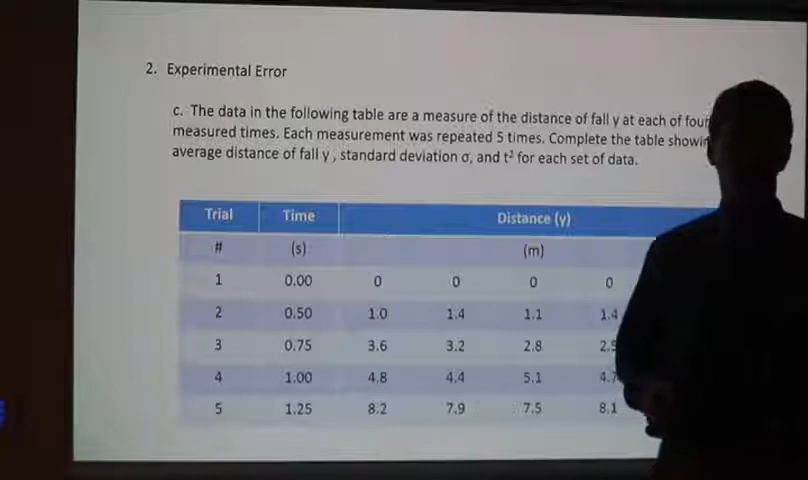 2. Experimental Error
c. The data in the following table are a measure of the distance of fall y at each of four
measured times. Each measurement was repeated 5 times. Complete the table
average distance of fall y , standard deviation σ, and t² for each set of data.
Trial Time Distance (y)
# (s) (m)
1 0.00 0 0 0 0
2 0.50 1.0 1.4 1.1 1.4
3 0.75 3.6 3.2 2.8
4 1.00 4.8 4.4 5.1 4.7
5 1.25 8.2 7.9 7.5 8.1